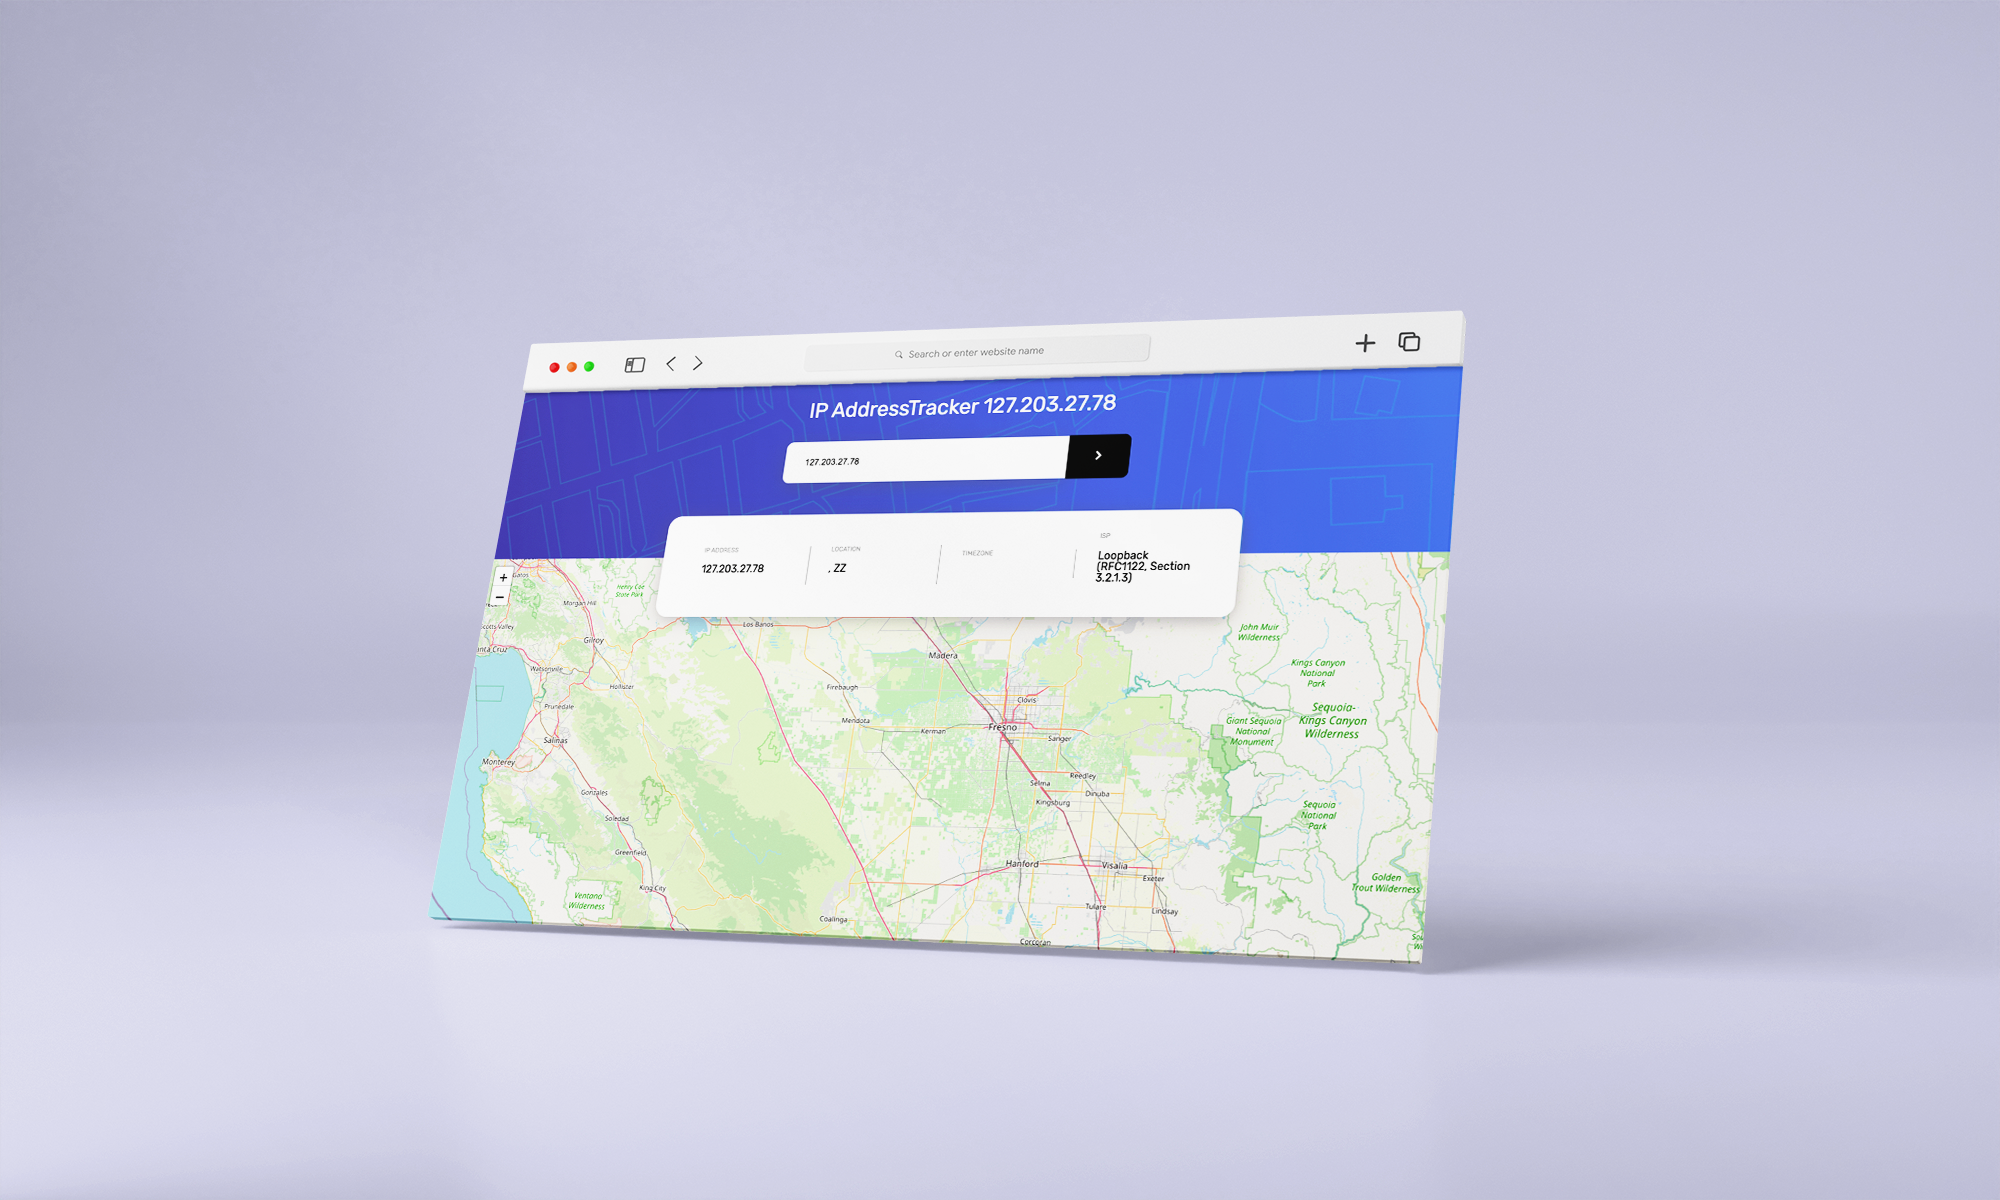 Search or enter website name
IP AddressTracker 127.203.27.78
127.203.27.78
IP ADDRESS
127.203.27.78
LOCATION
, ZZ
TIMEZONE
ISP
Loopback
(RFC1122, Section
3.2.1.3)
+
−
Gatos
Henry Coe
State Park
Morgan Hill
Scotts Valley
Gilroy
Los Banos
John Muir
Wilderness
Santa Cruz
Watsonville
Madera
Kings Canyon
National
Park
Hollister
Firebaugh
Clovis
Prunedale
Mendota
Fresno
Kerman
Sanger
Sequoia-
Kings Canyon
Wilderness
Giant Sequoia
National
Monument
Salinas
Monterey
Selma
Reedley
Gonzales
Kingsburg
Dinuba
Soledad
Sequoia
National
Park
Greenfield
Hanford
Visalia
Exeter
King City
Golden
Trout Wilderness
Ventana
Wilderness
Tulare
Lindsay
Coalinga
Corcoran